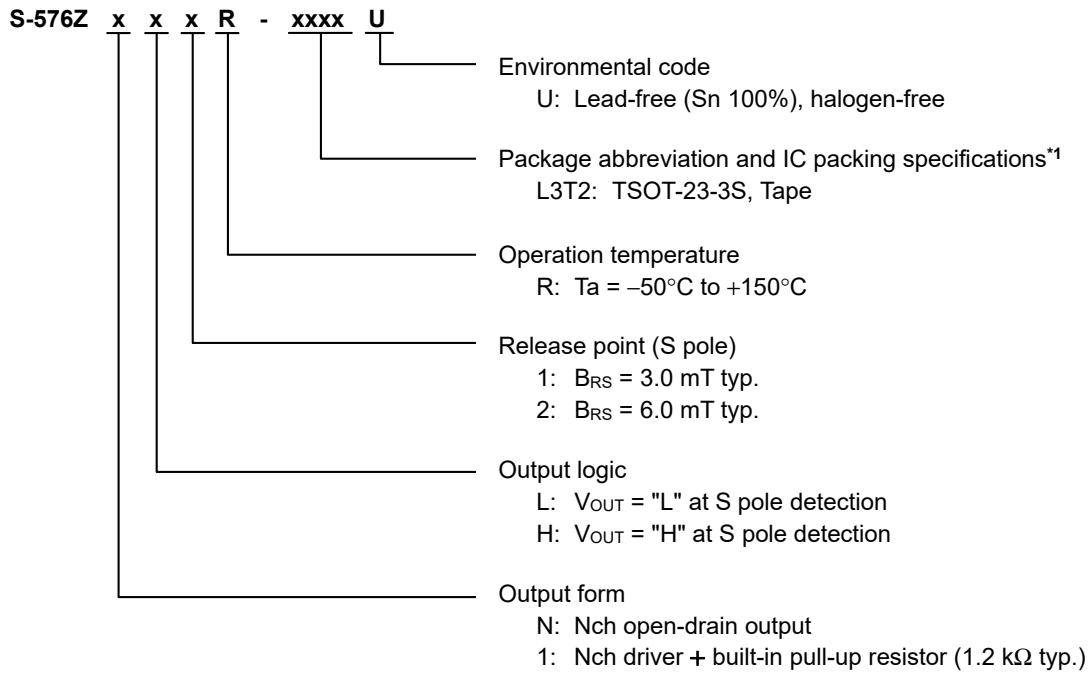 S-576Z x x x R - xxxx U
Environmental code
U: Lead-free (Sn 100%), halogen-free
Package abbreviation and IC packing specifications*1
L3T2: TSOT-23-3S, Tape
Operation temperature
R: Ta = −50°C to +150°C
Release point (S pole)
1: BRS = 3.0 mT typ.
2: BRS = 6.0 mT typ.
Output logic
L: VOUT = "L" at S pole detection
H: VOUT = "H" at S pole detection
Output form
N: Nch open-drain output
1: Nch driver + built-in pull-up resistor (1.2 kΩ typ.)